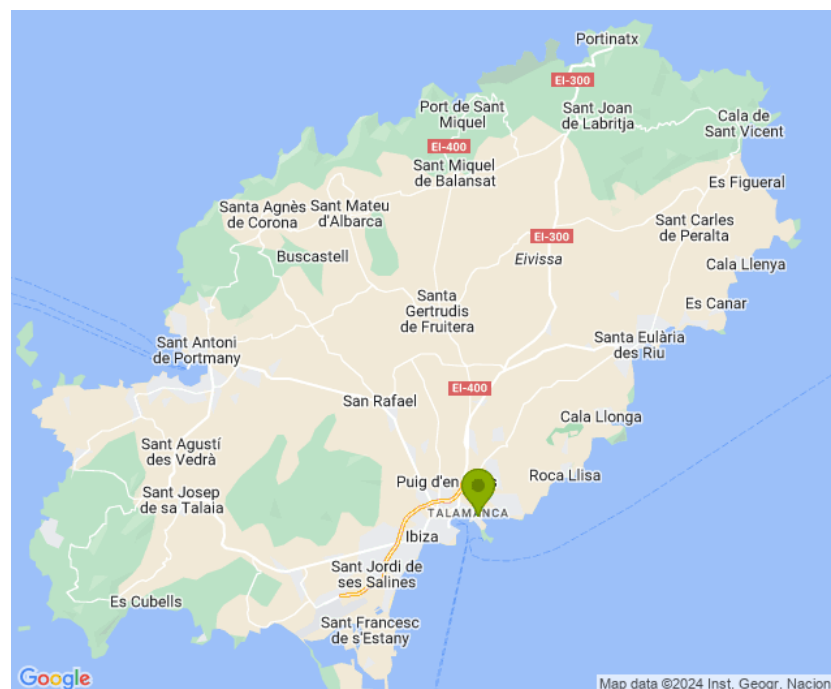 Portinatx
EI-300
Port de Sant
Miquel
Sant Joan
de Labritja
Cala de
Sant Vicent
EI-400
Sant Miquel
de Balansat
Es Figueral
Santa Agnès
de Corona
Sant Mateu
d'Albarca
Sant Carles
de Peralta
EI-300
Buscastell
Eivissa
Cala Llenya
Santa
Gertrudis
de Fruitera
Es Canar
Sant Antoni
de Portmany
Santa Eulària
des Riu
EI-400
San Rafael
Cala Llonga
Sant Agustí
des Vedrà
Roca Llisa
Puig d'en
Sant Josep
de sa Talaia
TALAMANCA
Ibiza
Sant Jordi de
ses Salines
Es Cubells
Sant Francesc
de s'Estany
Google
Map data ©2024 Inst. Geogr. Nacion